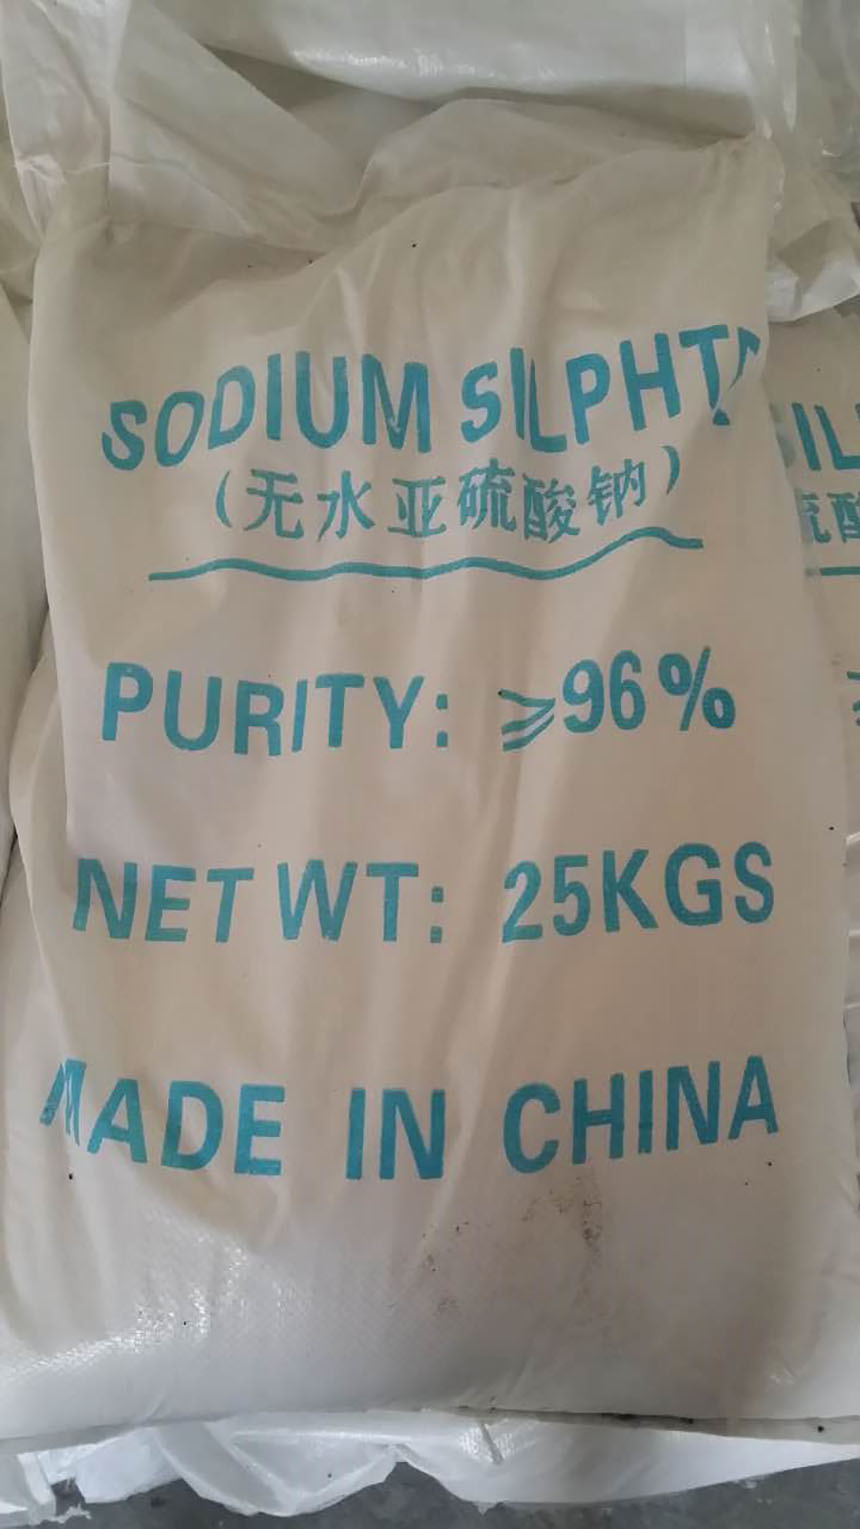 SODIUM SILPHT
(无水亚硫酸钠)
PURITY: ⩾96%
NET WT: 25KGS
MADE IN CHINA